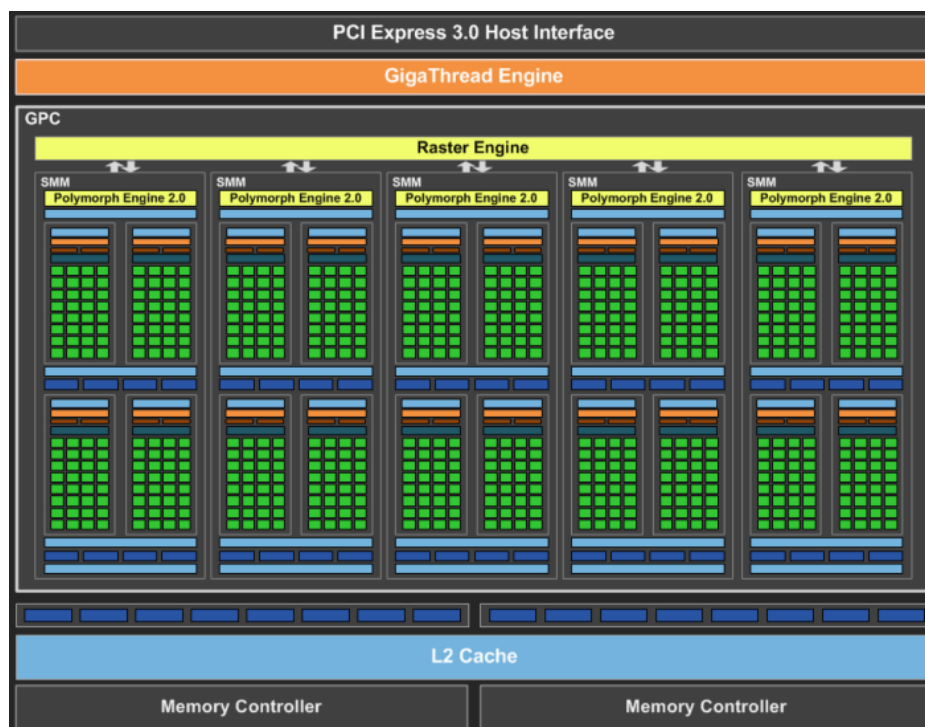 PCI Express 3.0 Host Interface
GigaThread Engine
GPC
Raster Engine
SMM SMM SMM SMM SMM
Polymorph Engine 2.0 Polymorph Engine 2.0 Polymorph Engine 2.0 Polymorph Engine 2.0 Polymorph Engine 2.0
L2 Cache
Memory Controller Memory Controller